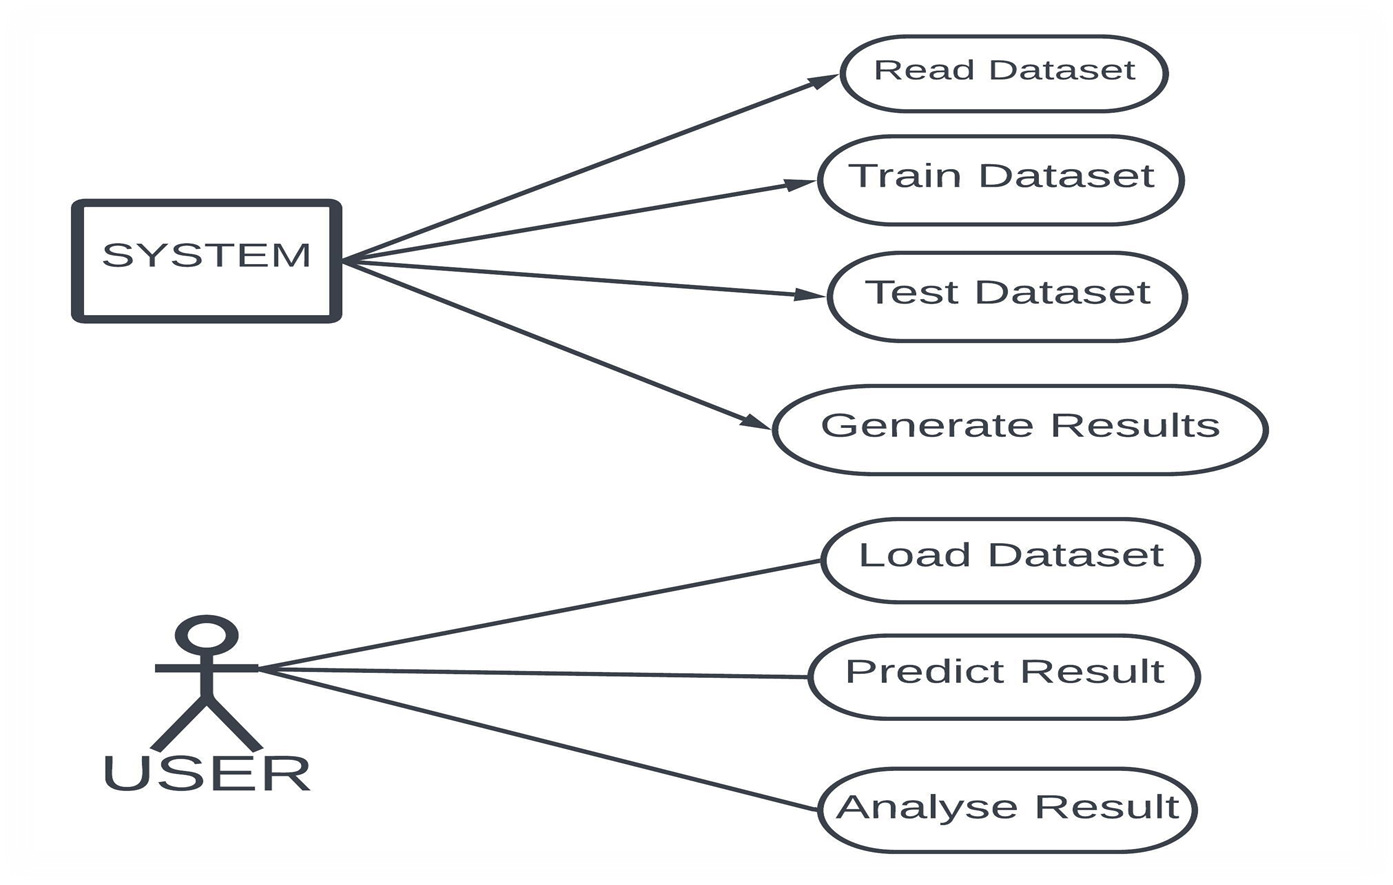 SYSTEM
Read Dataset
Train Dataset
Test Dataset
Generate Results
USER
Load Dataset
Predict Result
Analyse Result